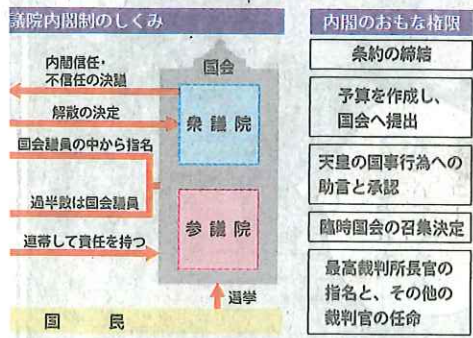 議院内閣制のしくみ
内閣信任・
不信任の決議
解散の決定
国会議員の中から指名
過半数は国会議員
連帯して責任を持つ
国会
衆議院
参議院
選挙
国民
内閣のおもな権限
条約の締結
予算を作成し、
国会へ提出
天皇の国事行為への
助言と承認
臨時国会の召集決定
最高裁判所長官の
指名と、その他の
裁判官の任命